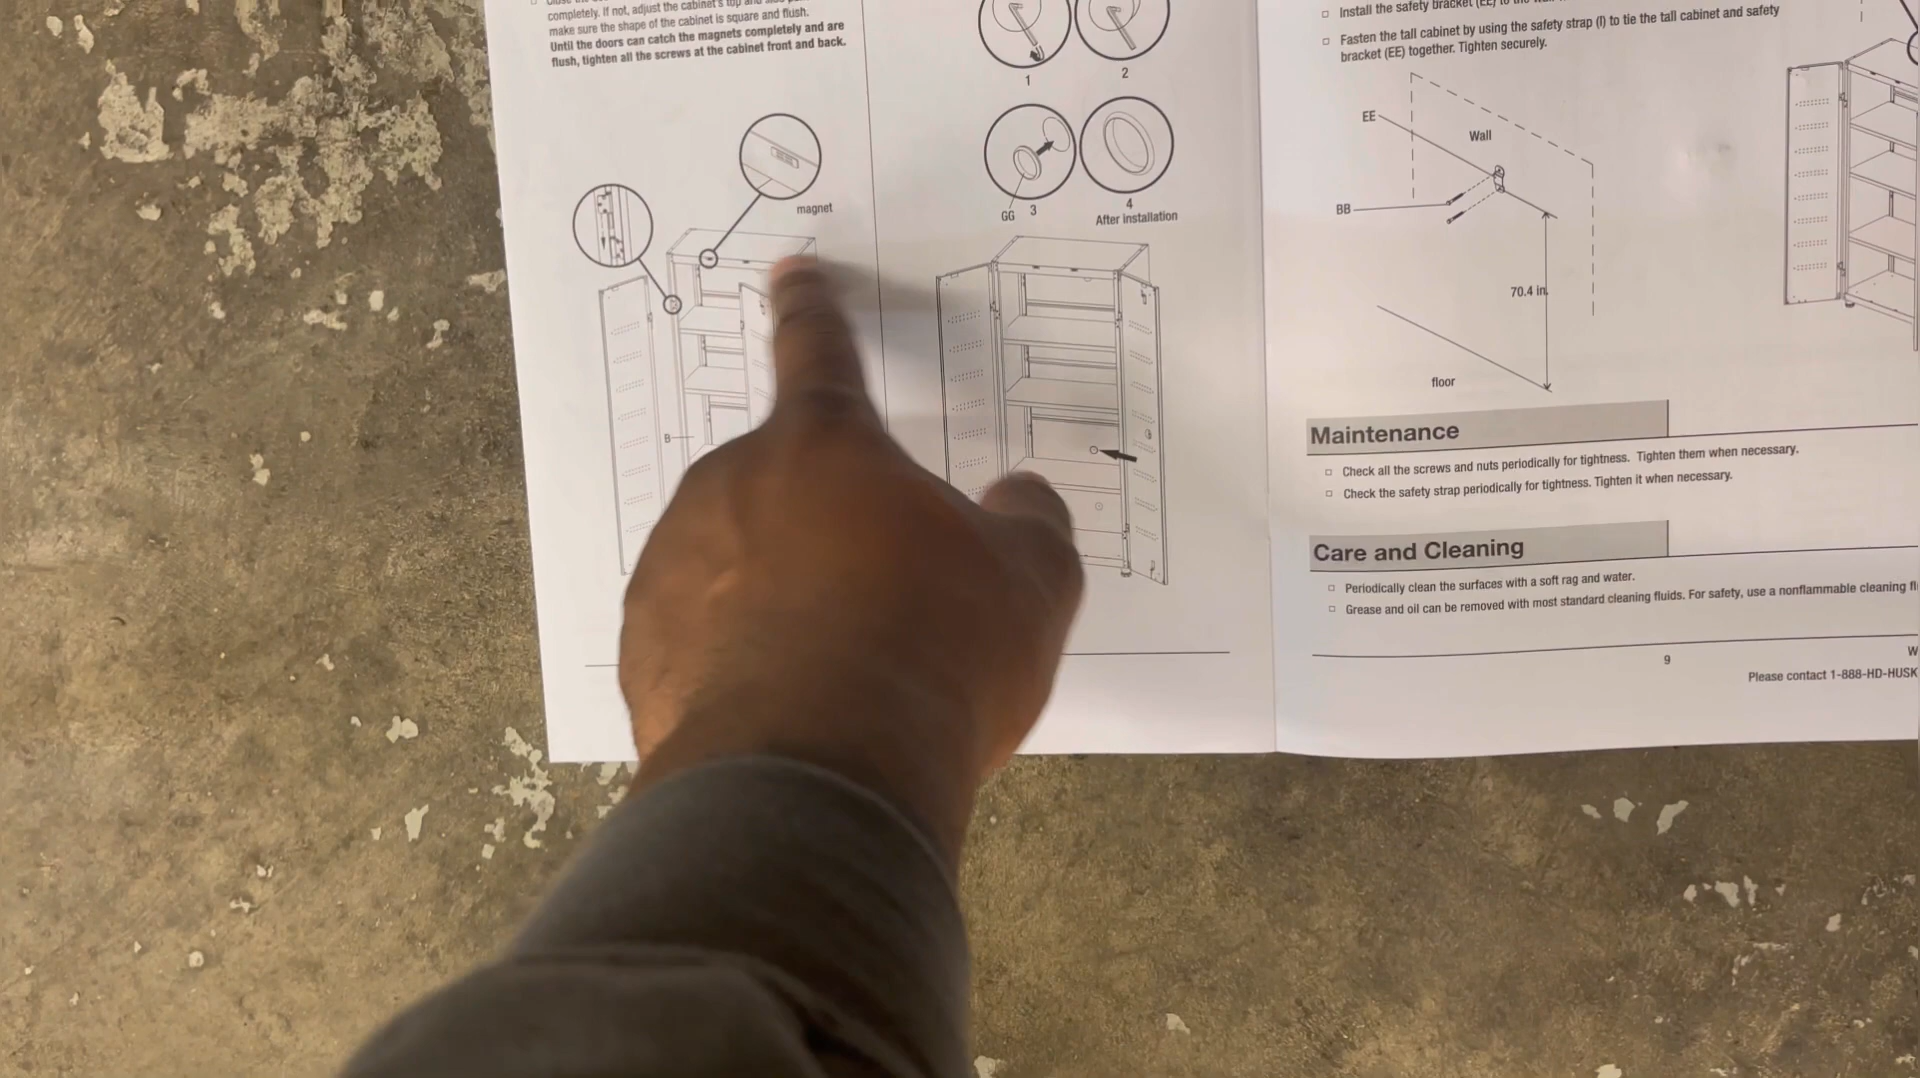 completely. If not, adjust the cabinet's top and
make sure the shape of the cabinet is square and flush.
Until the doors can catch the magnets completely and are
flush, tighten all the screws at the cabinet front and back.
magnet
B
1
2
GG
3
4
After installation
Install the safety bracket (EE) to the
Fasten the tall cabinet by using the safety strap (I) to tie the tall cabinet and safety
bracket (EE) together. Tighten securely.
EE
Wall
BB
70.4 in.
floor
Maintenance
Check all the screws and nuts periodically for tightness. Tighten them when necessary.
Check the safety strap periodically for tightness. Tighten it when necessary.
Care and Cleaning
Periodically clean the surfaces with a soft rag and water.
Grease and oil can be removed with most standard cleaning fluids. For safety, use a nonflammable cleaning fl
9
W
Please contact 1-888-HD-HUSK